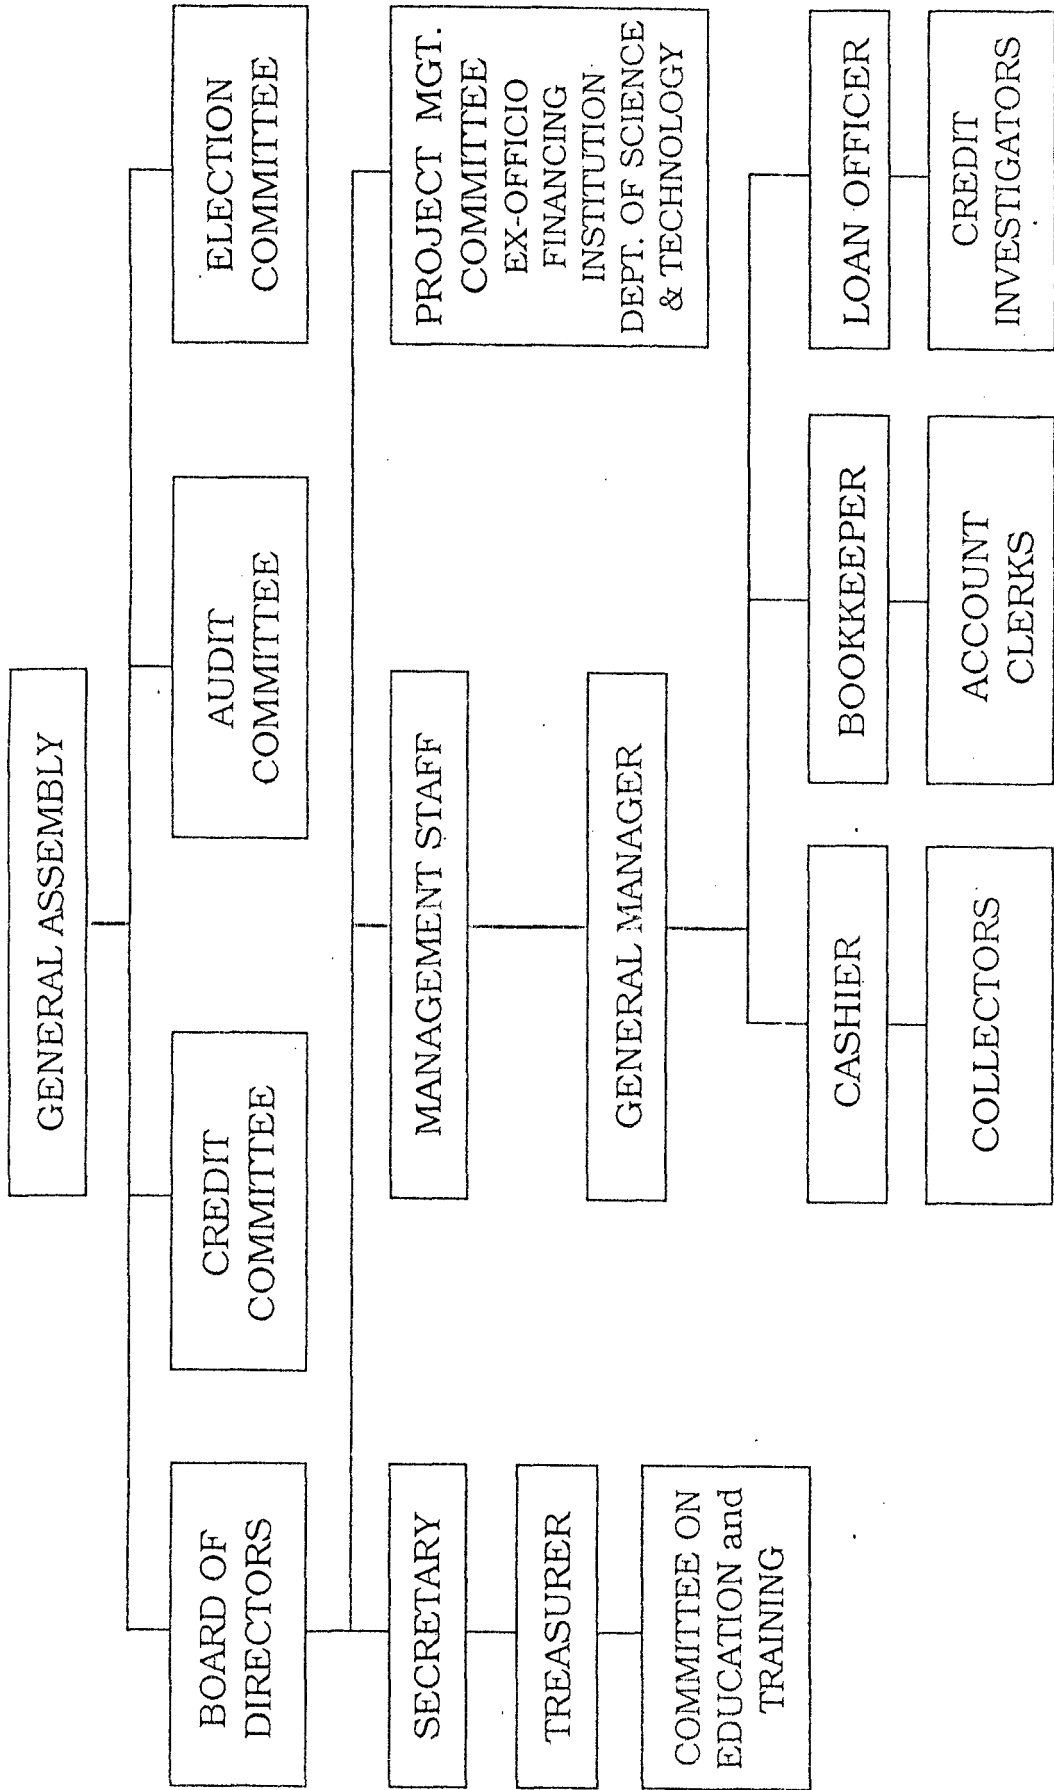 GENERAL ASSEMBLY
BOARD OF
DIRECTORS
CREDIT
COMMITTEE
AUDIT
COMMITTEE
ELECTION
COMMITTEE
SECRETARY
TREASURER
COMMITTEE ON
EDUCATION and
TRAINING
MANAGEMENT STAFF
GENERAL MANAGER
PROJECT MGT.
COMMITTEE
EX-OFFICIO
FINANCING
INSTITUTION
DEPT. OF SCIENCE
& TECHNOLOGY
CASHIER
BOOKKEEPER
LOAN OFFICER
COLLECTORS
ACCOUNT
CLERKS
CREDIT
INVESTIGATORS